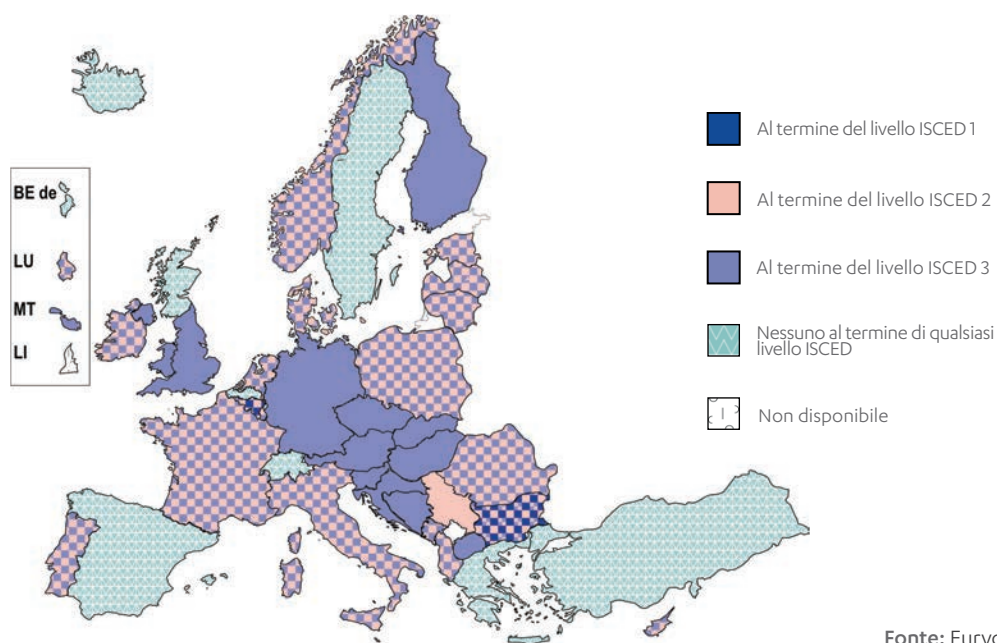 BE de
LU
MT
LI
Al termine del livello ISCED 1
Al termine del livello ISCED 2
Al termine del livello ISCED 3
Nessuno al termine di qualsiasi
livello ISCED
Non disponibile
Fonte: Eury